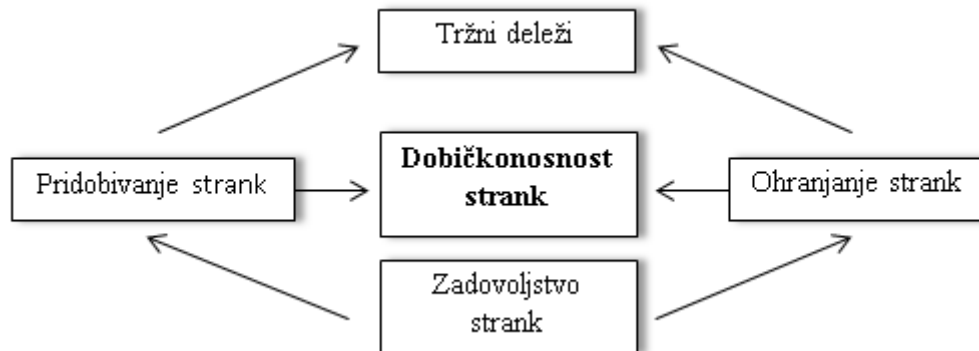 Tržni deleži
Pridobivanje strank
Dobičkonosnost
strank
Ohranjanje strank
Zadovoljstvo
strank